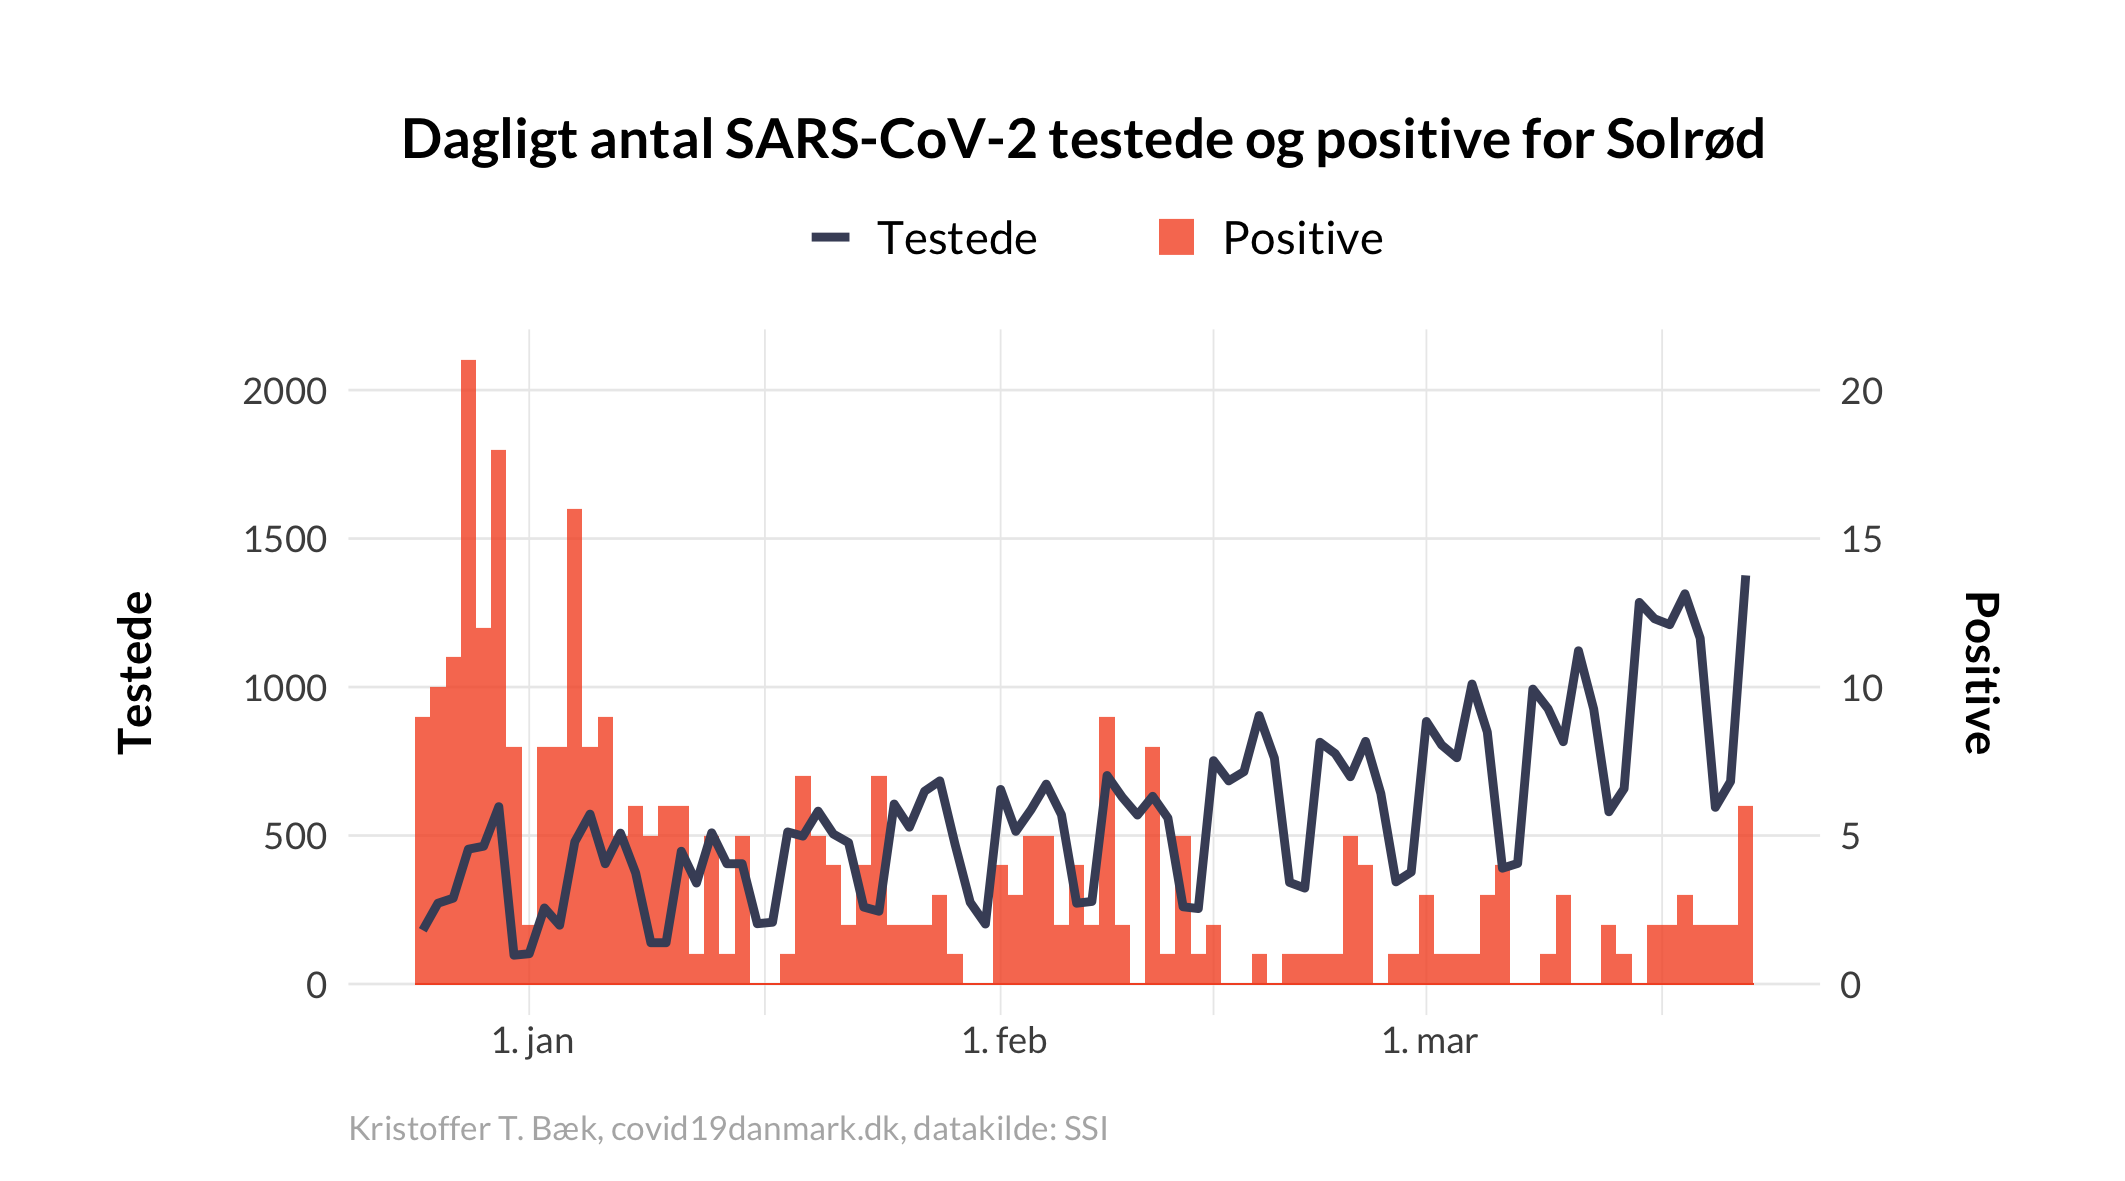 Dagligt antal SARS-CoV-2 testede og positive for Solrød
Testede
Positive
2000
1500
1000
500
0
20
15
10
5
0
Testede
Positive
1. jan
1. feb
1. mar
Kristoffer T. Bæk, covid19danmark.dk, datakilde: SSI